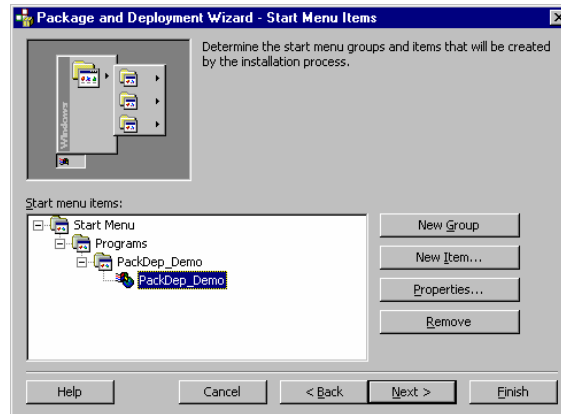 Package and Deployment Wizard - Start Menu Items
Determine the start menu groups and items that will be created
by the installation process.
Windows
Start menu items:
Start Menu
Programs
PackDep_Demo
PackDep_Demo
New Group
New Item...
Properties...
Remove
Help
Cancel
< Back
Next >
Finish